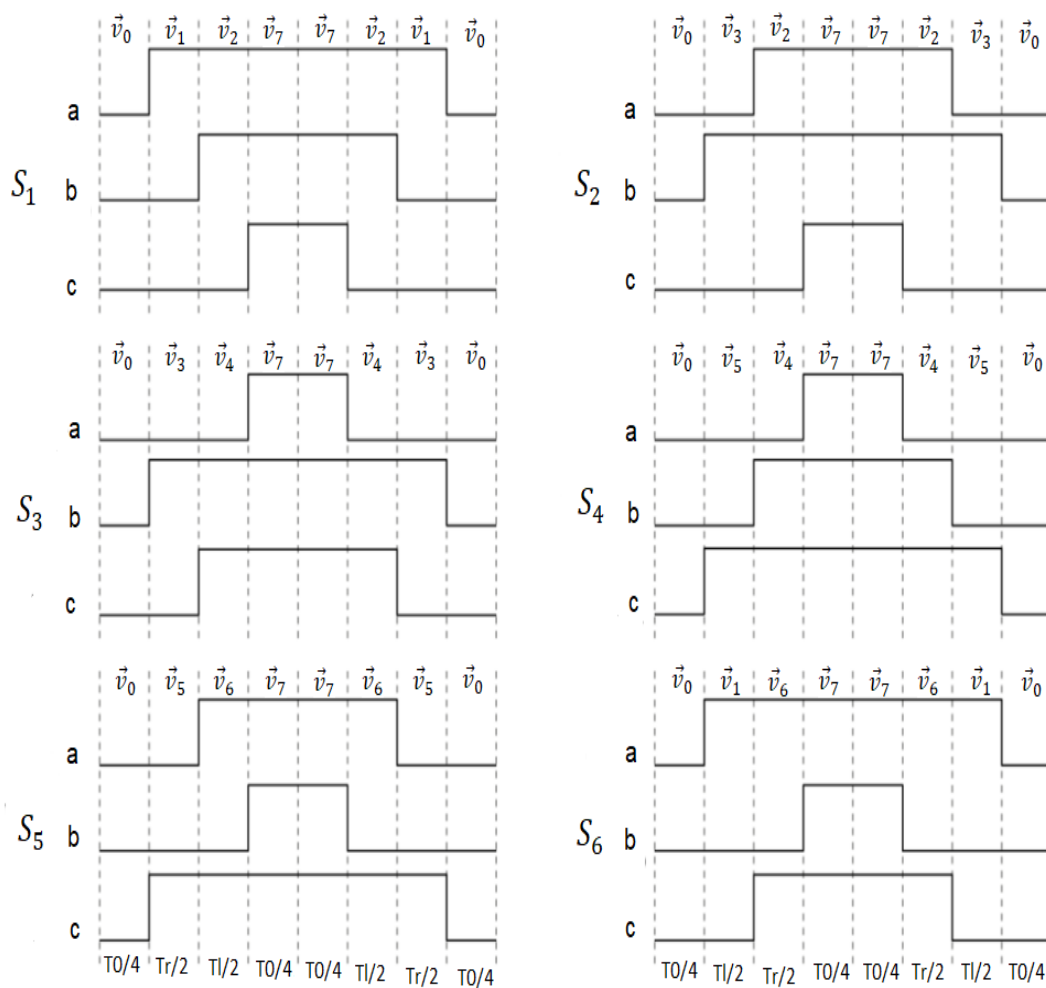 v⃗0 v⃗1 v⃗2 v⃗7 v⃗7 v⃗2 v⃗1 v⃗0
a
S1 b
c
v⃗0 v⃗3 v⃗2 v⃗7 v⃗7 v⃗2 v⃗3 v⃗0
a
S2 b
c
v⃗0 v⃗3 v⃗4 v⃗7 v⃗7 v⃗4 v⃗3 v⃗0
a
S3 b
c
v⃗0 v⃗5 v⃗4 v⃗7 v⃗7 v⃗4 v⃗5 v⃗0
a
S4 b
c
v⃗0 v⃗5 v⃗6 v⃗7 v⃗7 v⃗6 v⃗5 v⃗0
a
S5 b
c
T0/4 Tr/2 Tl/2 T0/4 T0/4 Tl/2 Tr/2 T0/4
v⃗0 v⃗1 v⃗6 v⃗7 v⃗7 v⃗6 v⃗1 v⃗0
a
S6 b
c
T0/4 Tl/2 Tr/2 T0/4 T0/4 Tr/2 Tl/2 T0/4